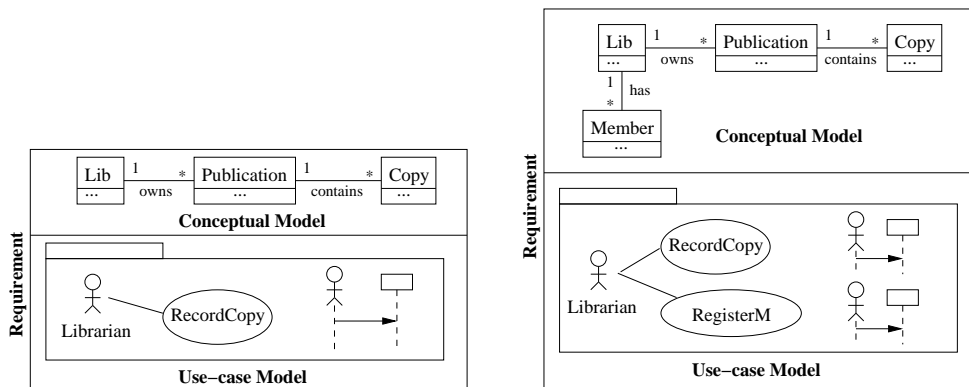 Requirement
Lib 1 * Publication 1 * Copy
owns contains
... ... ...
Conceptual Model
Librarian
RecordCopy
Use-case Model
Requirement
Lib 1 * Publication 1 * Copy
owns contains
... ... ...
1
has
*
Member
...
Conceptual Model
RecordCopy
Librarian
RegisterM
Use-case Model